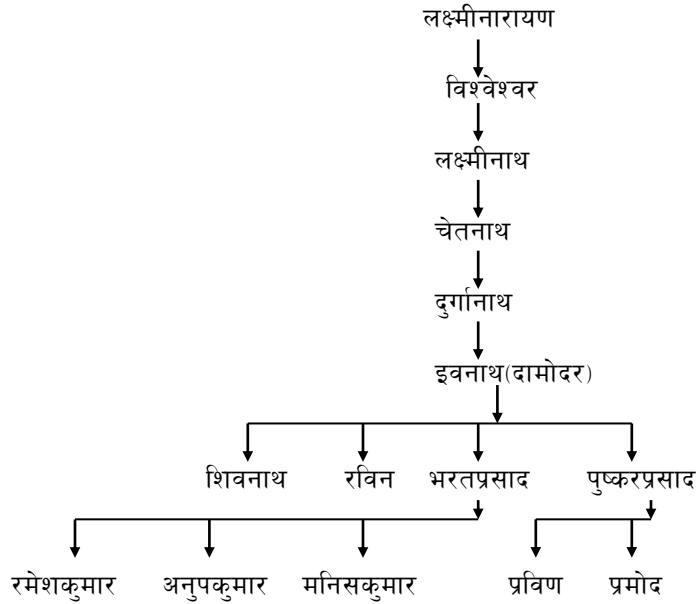 लक्ष्मीनारायण
विश्वेश्वर
लक्ष्मीनाथ
चेतनाथ
दुर्गानाथ
इवनाथ(दामोदर)
शिवनाथ रविन भरतप्रसाद पुष्करप्रसाद
रमेशकुमार अनुपकुमार मनिसकुमार प्रविण प्रमोद